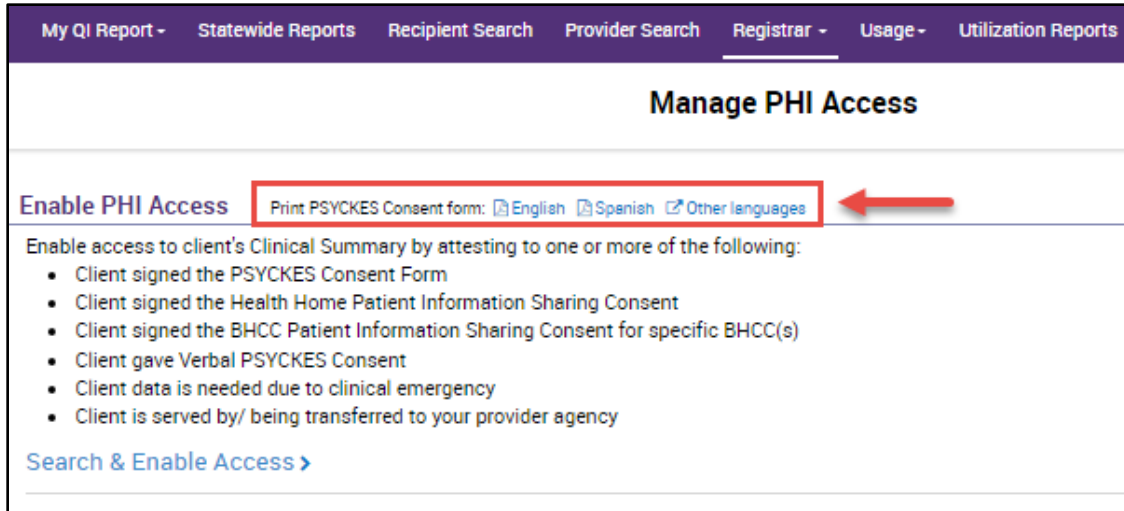 My QI Report Statewide Reports Recipient Search Provider Search Registrar Usage Utilization Reports
Manage PHI Access
Enable PHI Access Print PSYCKES Consent form: English Spanish Other languages
Enable access to client's Clinical Summary by attesting to one or more of the following:
• Client signed the PSYCKES Consent Form
• Client signed the Health Home Patient Information Sharing Consent
• Client signed the BHCC Patient Information Sharing Consent for specific BHCC(s)
• Client gave Verbal PSYCKES Consent
• Client data is needed due to clinical emergency
• Client is served by/ being transferred to your provider agency
Search & Enable Access >